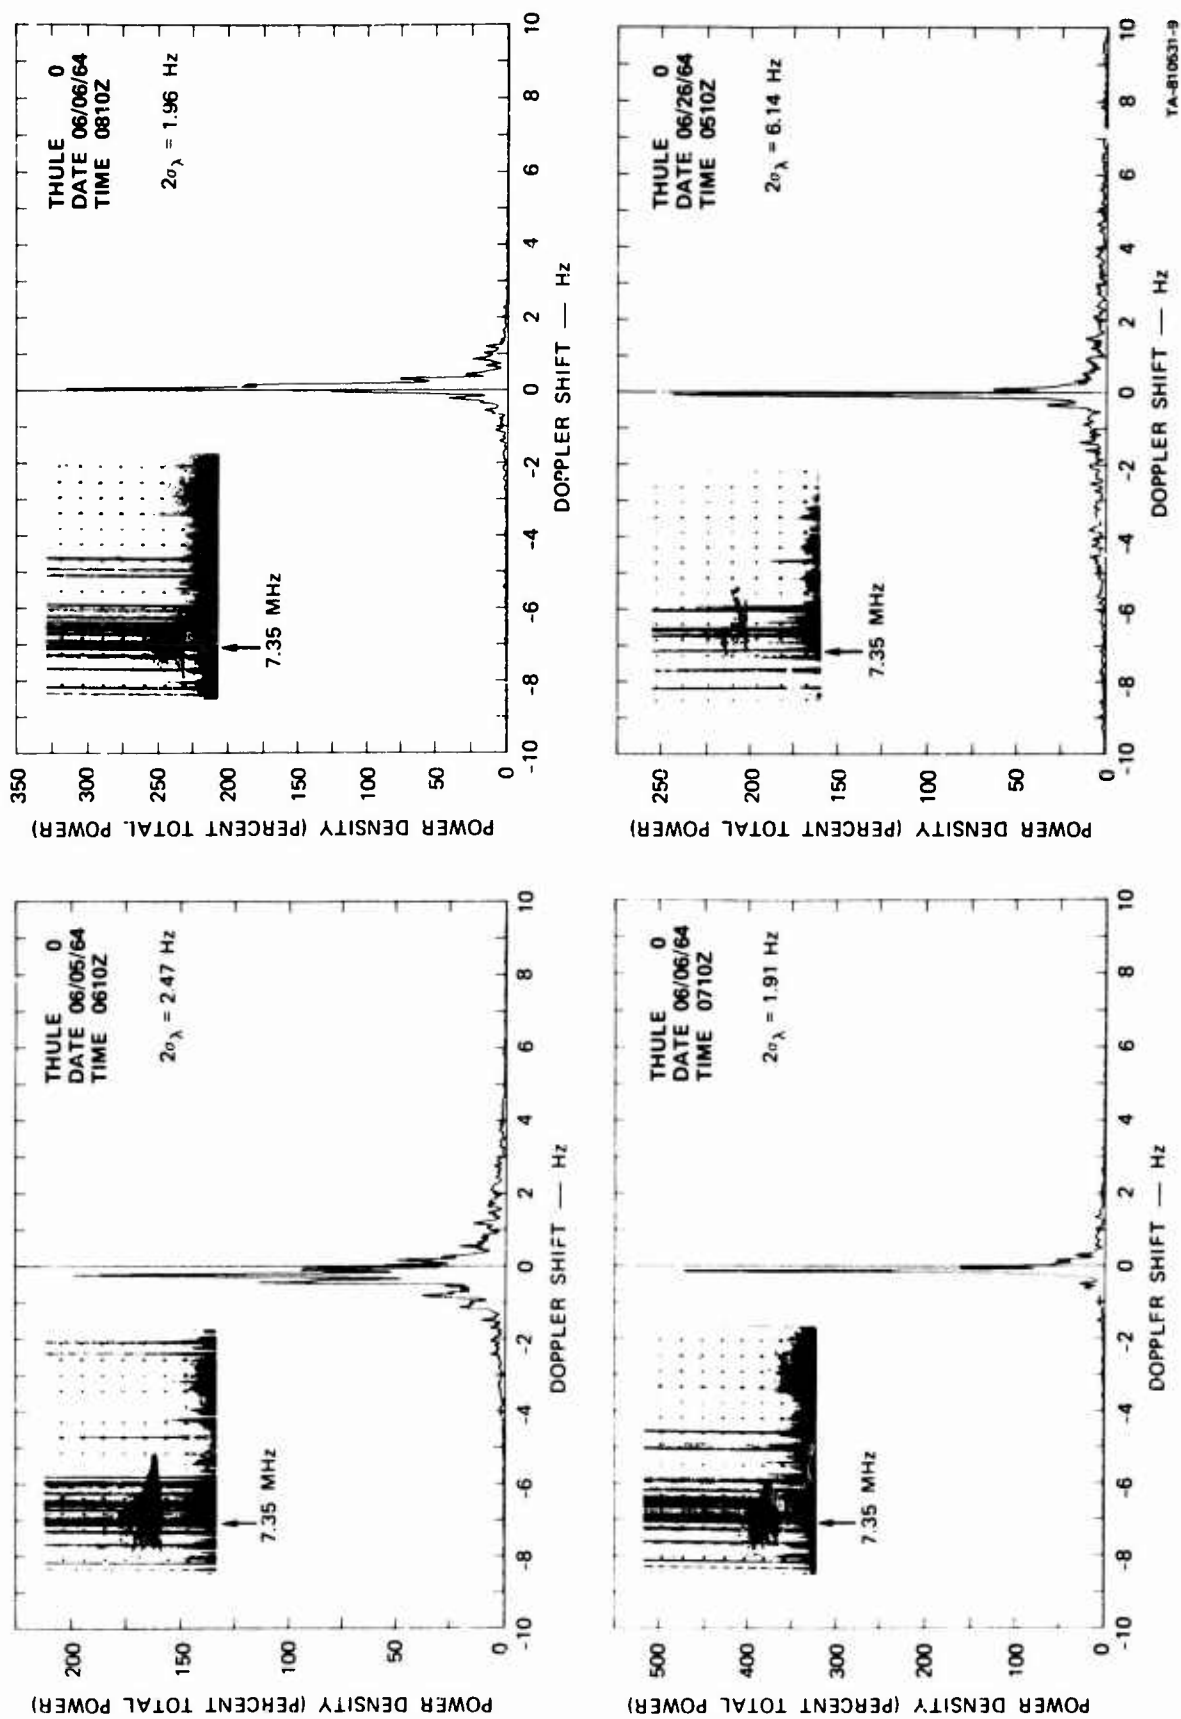 POWER DENSITY (PERCENT TOTAL POWER)
200
150
100
50
0
THULE 0
DATE 06/05/64
TIME 0610Z
2σλ = 2.47 Hz
7.35 MHz
-10 -8 -6 -4 -2 0 2 4 6 8 10
DOPPLER SHIFT — Hz
POWER DENSITY (PERCENT TOTAL POWER)
350
300
250
200
150
100
50
0
THULE 0
DATE 06/06/64
TIME 0810Z
2σλ = 1.96 Hz
7.35 MHz
-10 -8 -6 -4 -2 0 2 4 6 8 10
DOPPLER SHIFT — Hz
POWER DENSITY (PERCENT TOTAL POWER)
500
400
300
200
100
0
THULE 0
DATE 06/06/64
TIME 0710Z
2σλ = 1.91 Hz
7.35 MHz
-10 -8 -6 -4 -2 0 2 4 6 8 10
DOPPLER SHIFT — Hz
POWER DENSITY (PERCENT TOTAL POWER)
250
200
150
100
50
0
THULE 0
DATE 06/26/64
TIME 0510Z
2σλ = 6.14 Hz
7.35 MHz
-10 -8 -6 -4 -2 0 2 4 6 8 10
DOPPLER SHIFT — Hz
TA-810531-9